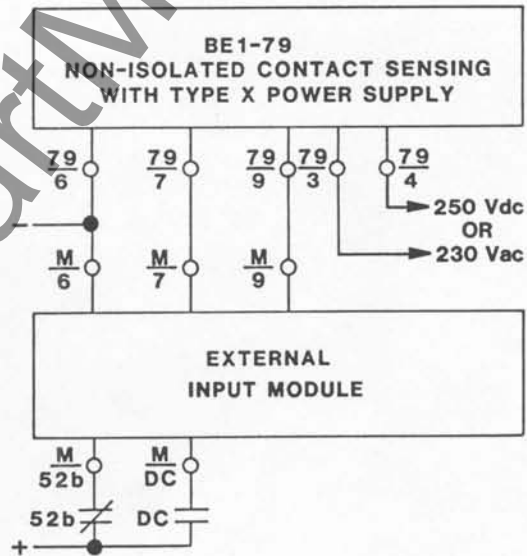 BE1-79
NON-ISOLATED CONTACT SENSING
WITH TYPE X POWER SUPPLY
79 79 79 79 79
6 7 9 3 4
- 250 Vdc
OR
230 Vac
M M M
6 7 9
EXTERNAL
INPUT MODULE
M M
52b DC
52b DC
+